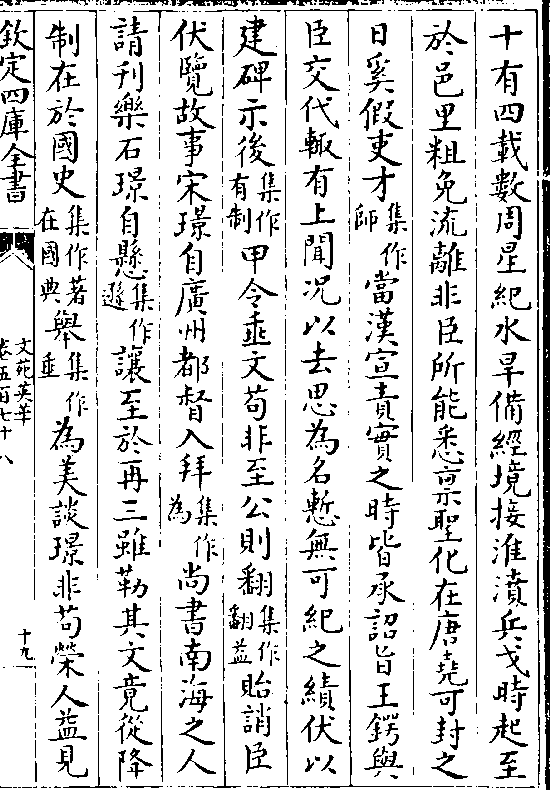 十有四載數周星紀水旱備經境接淮濆兵戈時起至
於邑里粗免流離非臣所能悉禀聖化在唐堯可封之
日奚假吏才集作師當漢宣責實之時皆承詔旨王鍔與
臣交代輙有上聞況以去思為名慙無可紀之績伏以
建碑示後集作有制甲令垂文苟非至公則翻集作翻益貽誚臣
伏覽故事宋璟自廣州都督入拜集作為尚書南海之人
請刊樂石璟自懸集作遜讓至於再三雖勒其文竟從降
制在於國史集作著在國典舉集作垂為美談璟非苟榮人益見
欽定四庫全書
文苑英華
卷五百七十八
十九